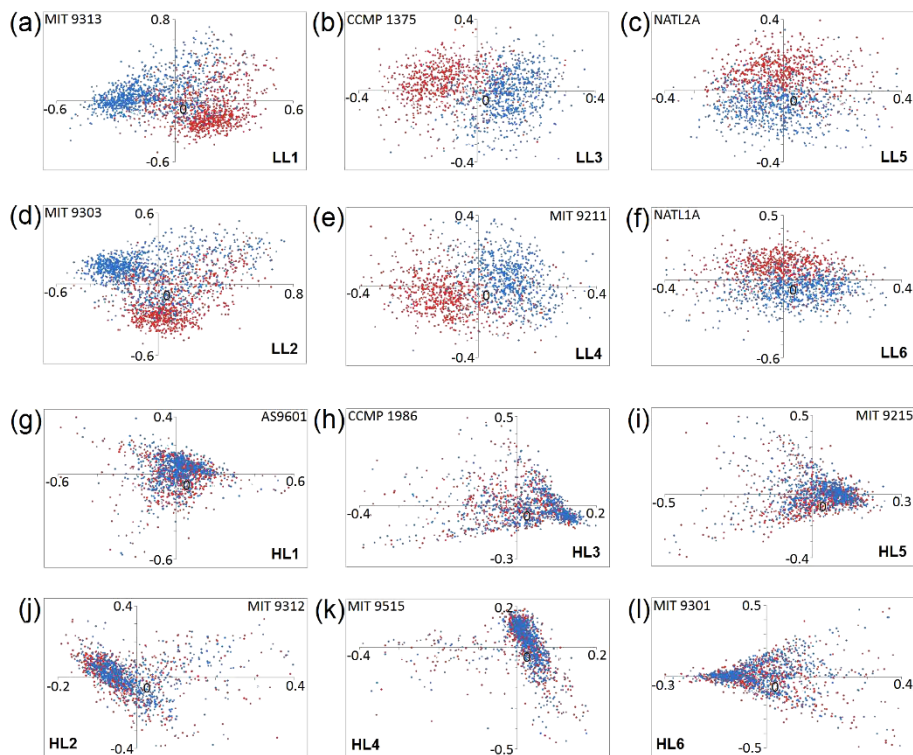 (a) MIT 9313 0.8
-0.6 0 0.6
-0.6 LL1
(b) CCMP 1375 0.4
-0.4 0 0.4
-0.4 LL3
(c) NATL2A 0.4
-0.4 0 0.4
-0.4 LL5
(d) MIT 9303 0.6
-0.6 0 0.8
-0.6 LL2
(e) 0.4 MIT 9211
-0.4 0 0.4
-0.4 LL4
(f) NATL1A 0.5
-0.4 0 0.4
-0.6 LL6
(g) 0.4 AS9601
-0.6 0 0.6
-0.6 HL1
(h) CCMP 1986 0.5
-0.4 0 0.2
-0.3 HL3
(i) 0.5 MIT 9215
-0.5 0 0.3
-0.4 HL5
(j) 0.4 MIT 9312
-0.2 0 0.4
HL2 -0.4
(k) MIT 9515 0.2
-0.4 0 0.2
HL4 -0.5
(l) MIT 9301 0.5
-0.3 0 0.4
HL6 -0.5